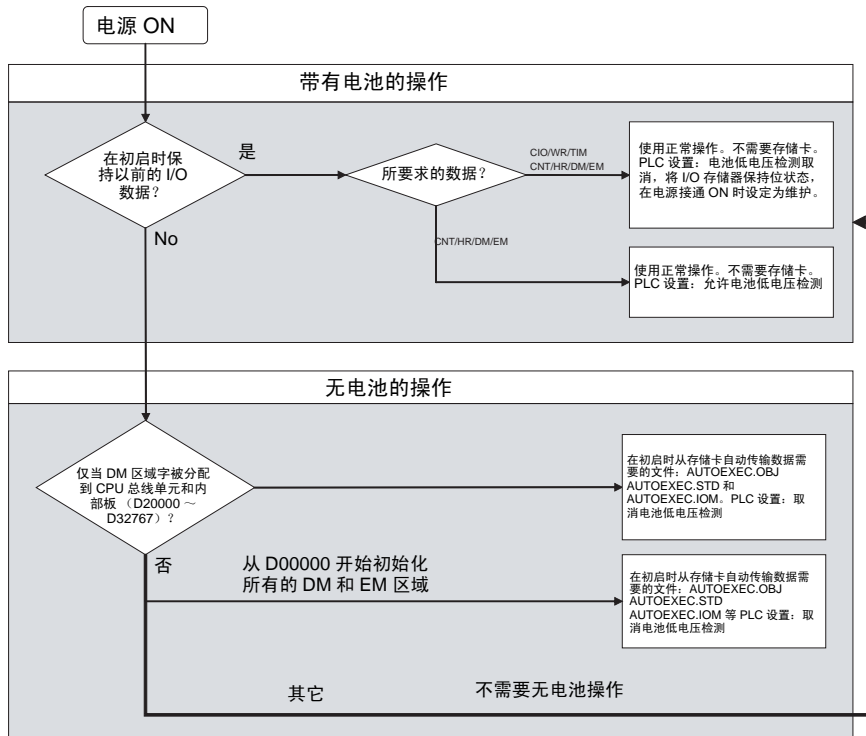 电源 ON
带有电池的操作
在初启时保
持以前的 I/O
数据？
是
No
所要求的数据？
CIO/WR/TIM
CNT/HR/DM/EM
CNT/HR/DM/EM
使用正常操作。不需要存储卡。
PLC 设置：电池低电压检测取
消，将 I/O 存储器保持位状态，
在电源接通 ON 时设定为维护。
使用正常操作。不需要存储卡。
PLC 设置：允许电池低电压检测
无电池的操作
仅当 DM 区域字被分配
到 CPU 总线单元和内
部板 （D20000 ～
D32767）？
否
在初启时从存储卡自动传输数据需
要的文件：AUTOEXEC.OBJ
AUTOEXEC.STD 和
AUTOEXEC.IOM。PLC 设置：取
消电池低电压检测
从 D00000 开始初始化
所有的 DM 和 EM 区域
在初启时从存储卡自动传输数据需
要的文件：AUTOEXEC.OBJ
AUTOEXEC.STD
AUTOEXEC.IOM 等 PLC 设置：取
消电池低电压检测
其它
不需要无电池操作